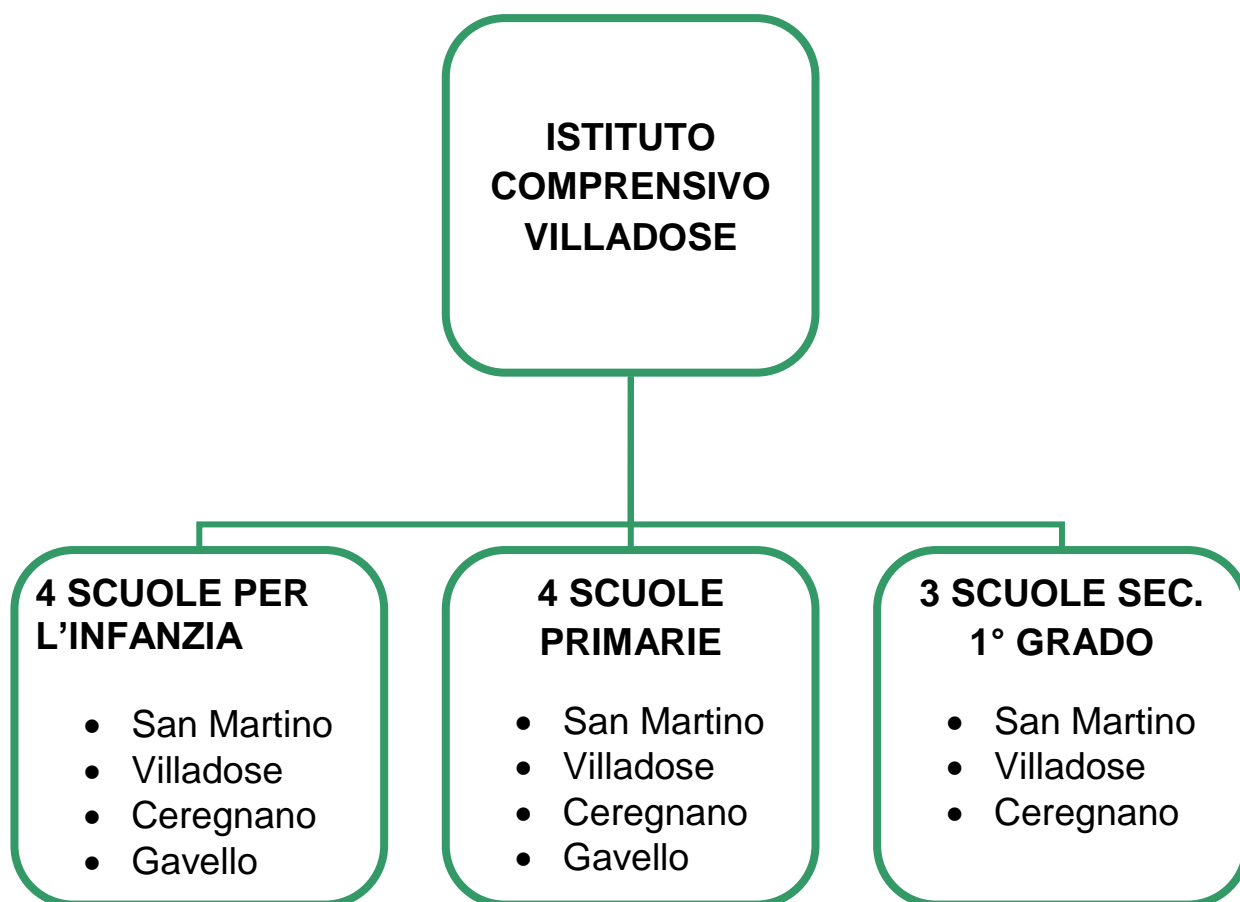 ISTITUTO
COMPRENSIVO
VILLADOSE
4 SCUOLE PER
L’INFANZIA
• San Martino
• Villadose
• Ceregnano
• Gavello
4 SCUOLE
PRIMARIE
• San Martino
• Villadose
• Ceregnano
• Gavello
3 SCUOLE SEC.
1° GRADO
• San Martino
• Villadose
• Ceregnano